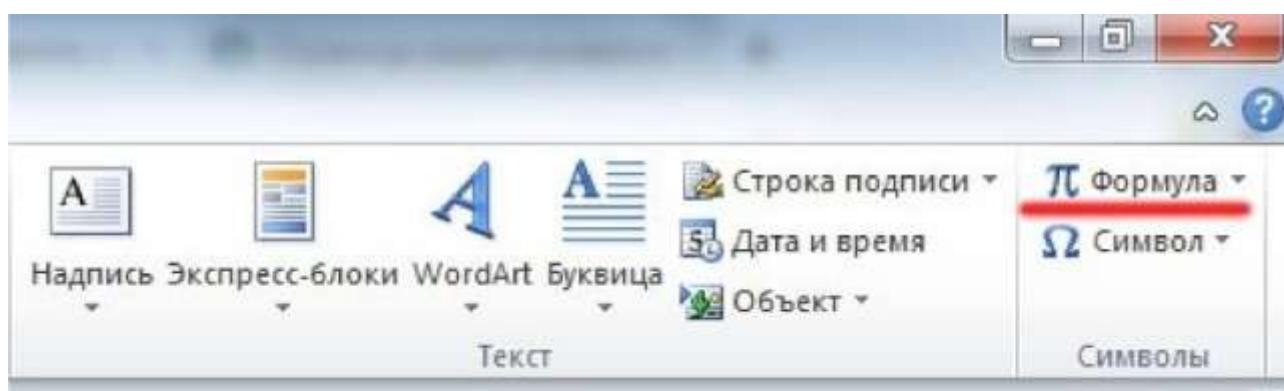 Строка подписи
π Формула
A
Дата и время
Ω Символ
Надпись Экспресс-блоки WordArt Буквица
Объект
Текст
Символы